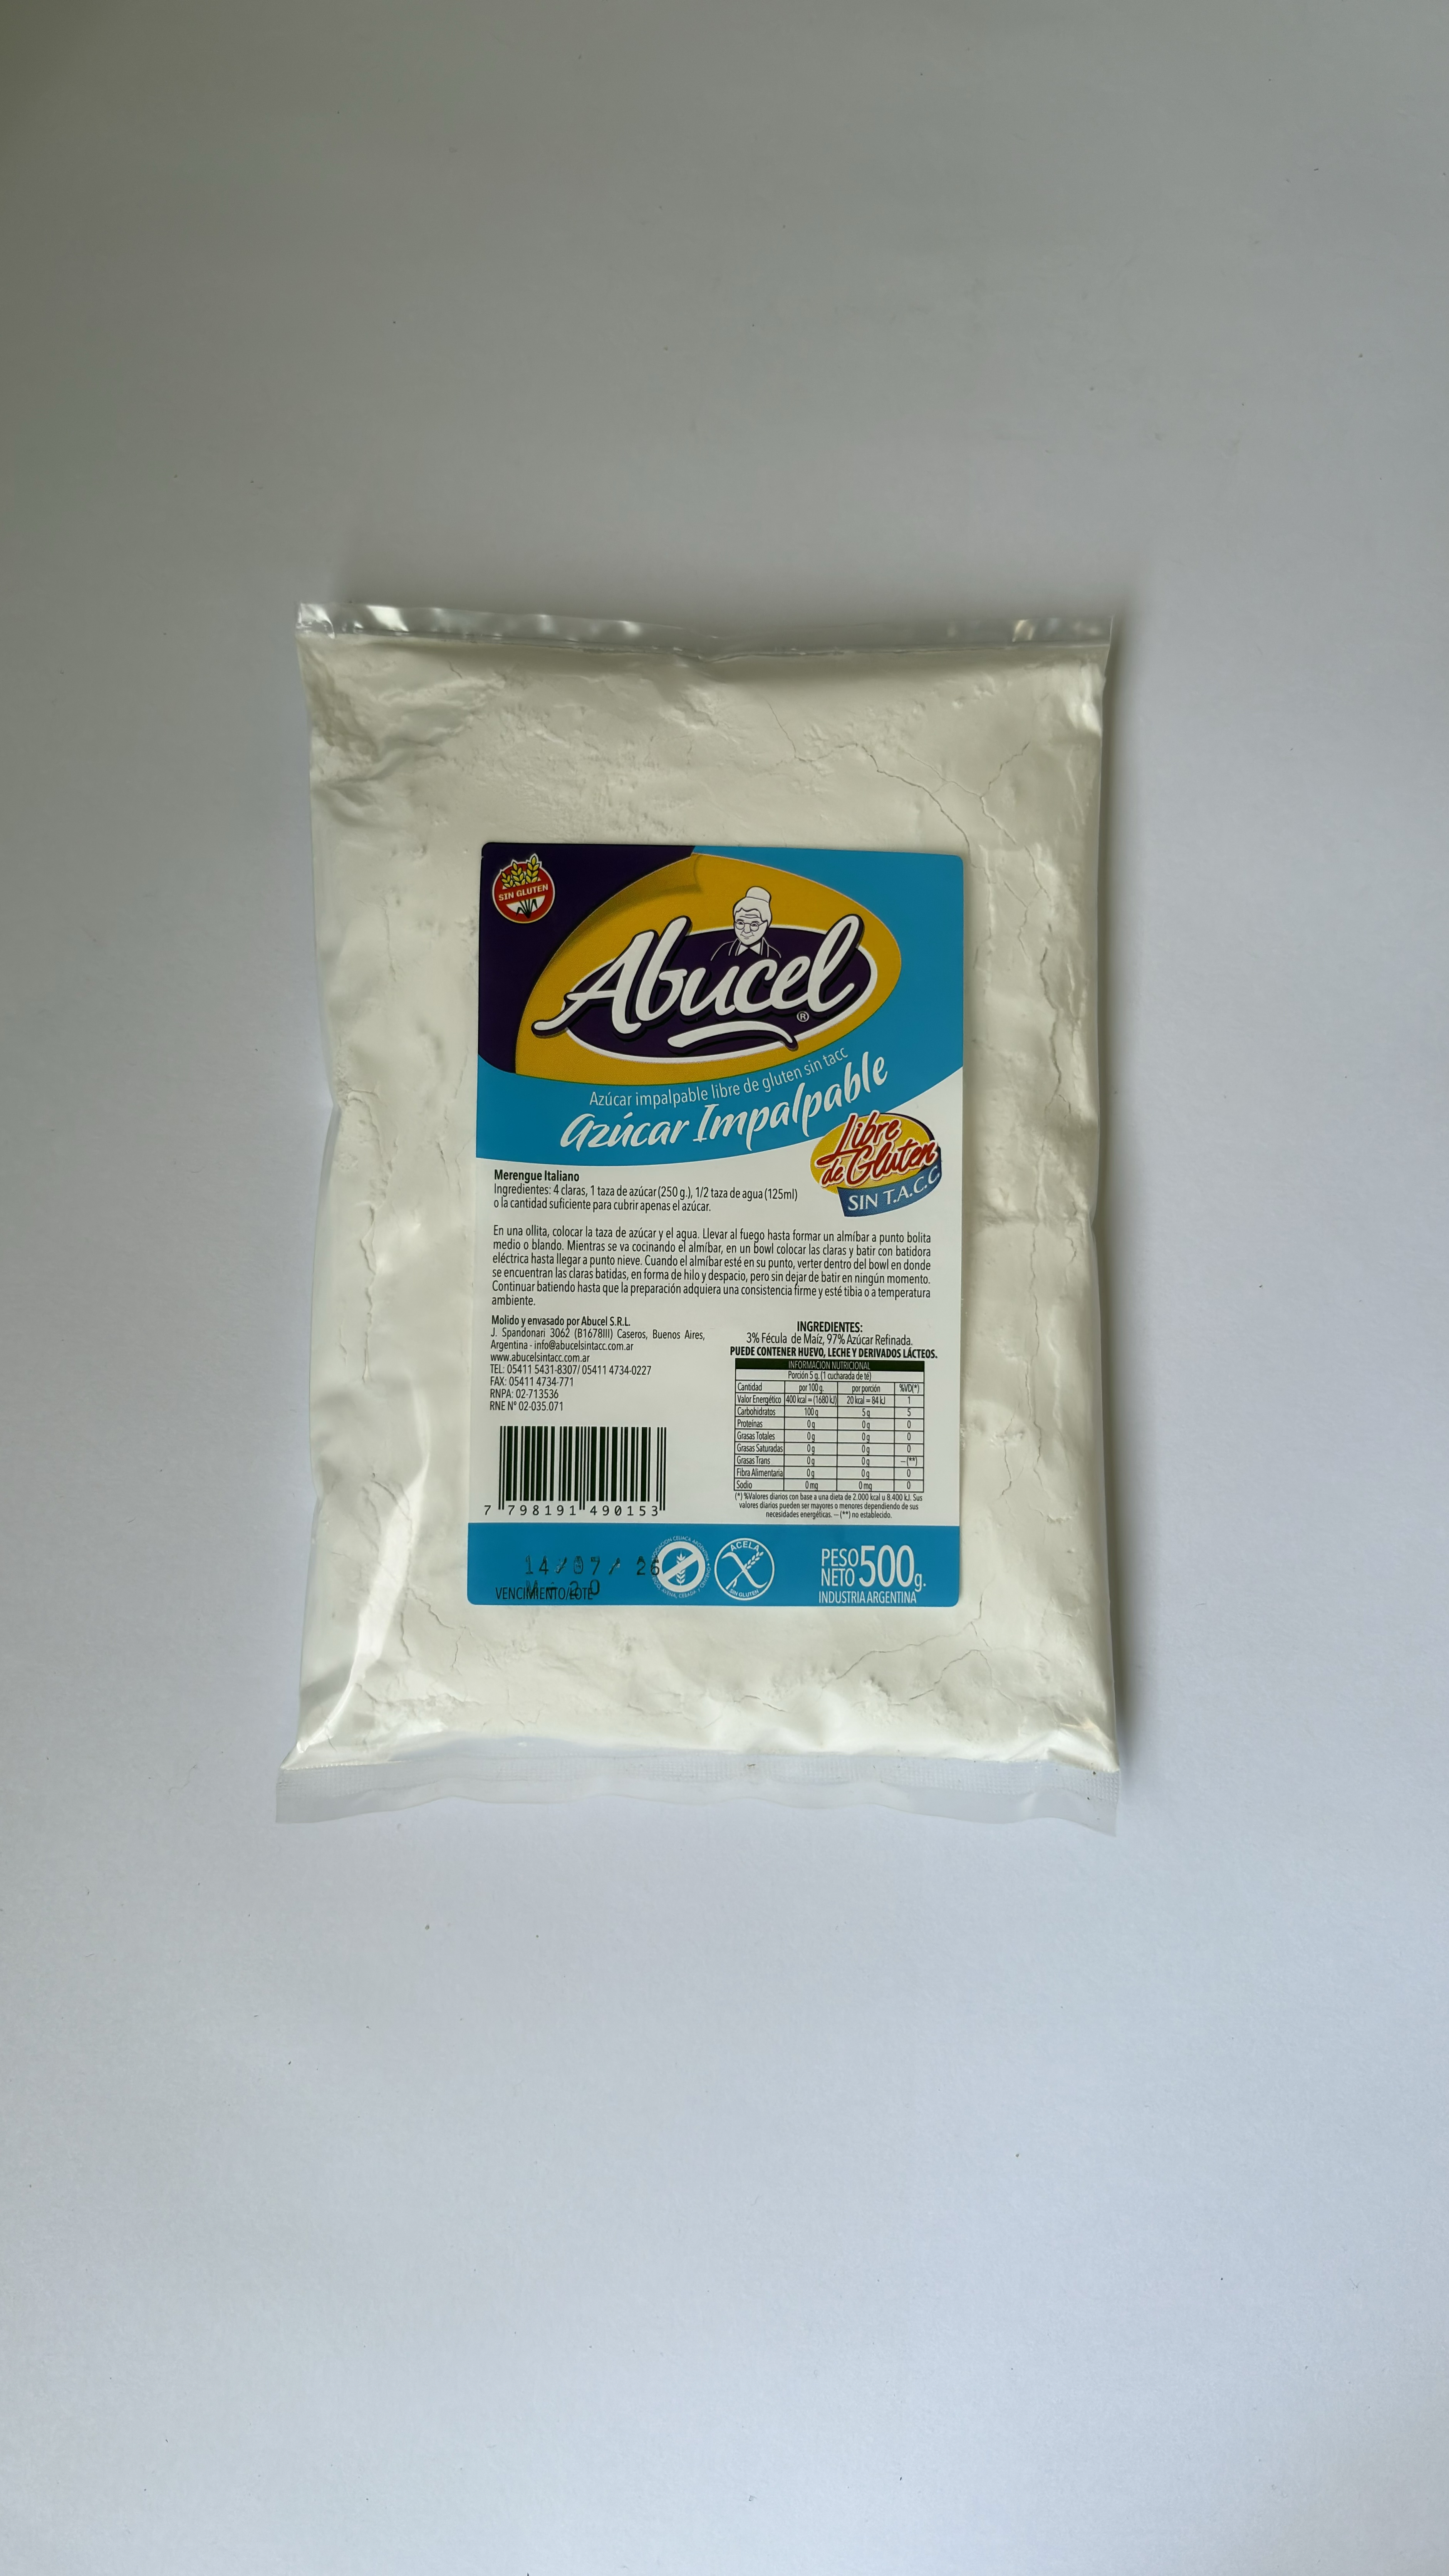 SIN GLUTEN
Abucel
®
Azúcar impalpable libre de gluten sin tacc
Azúcar Impalpable
Libre
de Gluten
SIN T.A.C.C
Merengue Italiano
Ingredientes: 4 claras, 1 taza de azúcar (250 g.), 1/2 taza de agua (125ml)
o la cantidad suficiente para cubrir apenas el azúcar.
En una ollita, colocar la taza de azúcar y el agua. Llevar al fuego hasta formar un almíbar a punto bolita
medio o blando. Mientras se va cocinando el almíbar, en un bowl colocar las claras y batir con batidora
eléctrica hasta llegar a punto nieve. Cuando el almíbar esté en su punto, verter dentro del bowl en donde
se encuentran las claras batidas, en forma de hilo y despacio, pero sin dejar de batir en ningún momento.
Continuar batiendo hasta que la preparación adquiera una consistencia firme y esté tibia o a temperatura
ambiente.
Molido y envasado por Abucel S.R.L.
J. Spandonari 3062 (B1678III) Caseros, Buenos Aires,
Argentina - info@abucelsintacc.com.ar
www.abucelsintacc.com.ar
TEL: 05411 5431-8307/ 05411 4734-0227
FAX: 05411 4734-771
RNPA: 02-713536
RNE Nº 02-035.071
7 798191 490153
INGREDIENTES:
3% Fécula de Maíz, 97% Azúcar Refinada.
PUEDE CONTENER HUEVO, LECHE Y DERIVADOS LÁCTEOS.
INFORMACION NUTRICIONAL
Porción 5 g. (1 cucharada de té)
Cantidad por 100 g. por porción %VD(*)
Valor Energético 400 kcal = (1680 kJ) 20 kcal = 84 kJ 1
Carbohidratos 100 g 5 g 5
Proteínas 0 g 0 g 0
Grasas Totales 0 g 0 g 0
Grasas Saturadas 0 g 0 g 0
Grasas Trans 0 g 0 g –(**)
Fibra Alimentaria 0 g 0 g 0
Sodio 0 mg 0 mg 0
(*) %Valores diarios con base a una dieta de 2.000 kcal u 8.400 kJ. Sus
valores diarios pueden ser mayores o menores dependiendo de sus
necesidades energéticas. – (**) no establecido.
14/07/ 26
VENCIMIENTO/LOTE
ACELA
SIN GLUTEN
PESO
NETO 500g.
INDUSTRIA ARGENTINA